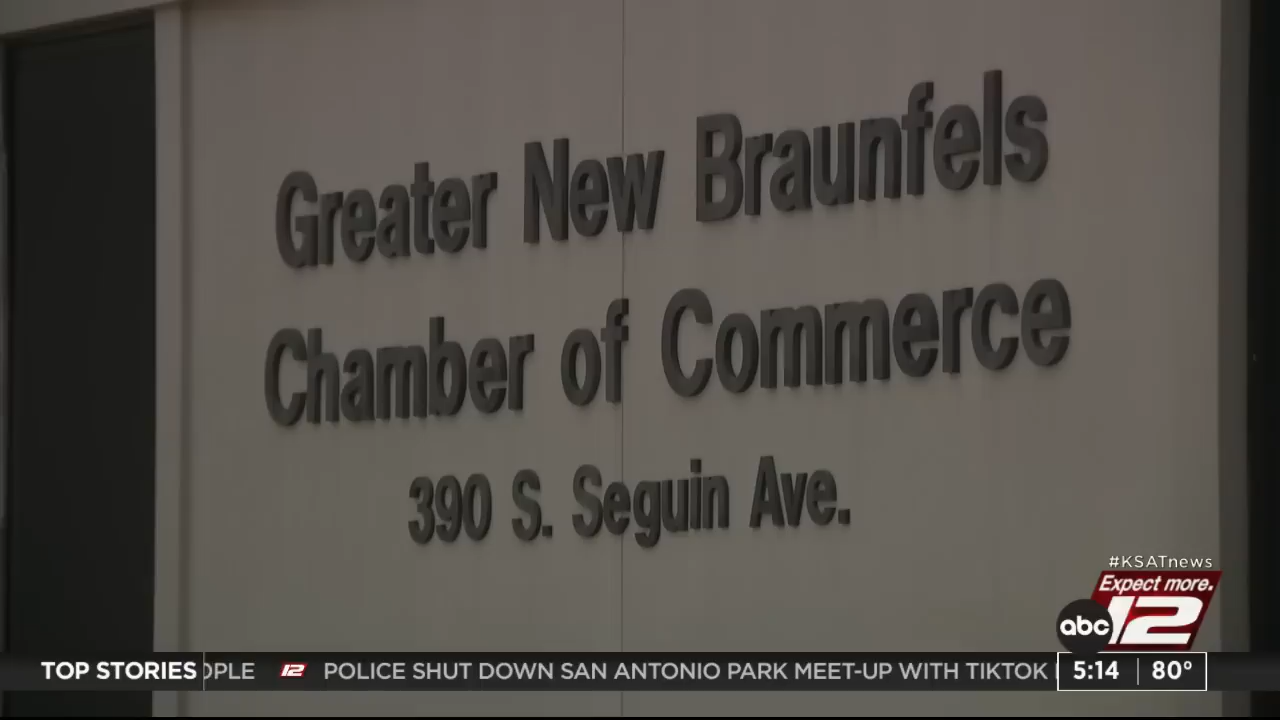 Greater New Braunfels
Chamber of Commerce
390 S. Seguin Ave.
#KSATnews
Expect more.
abc 12
TOP STORIES 12 POLICE SHUT DOWN SAN ANTONIO PARK MEET-UP WITH TIKTOK 5:14 80°